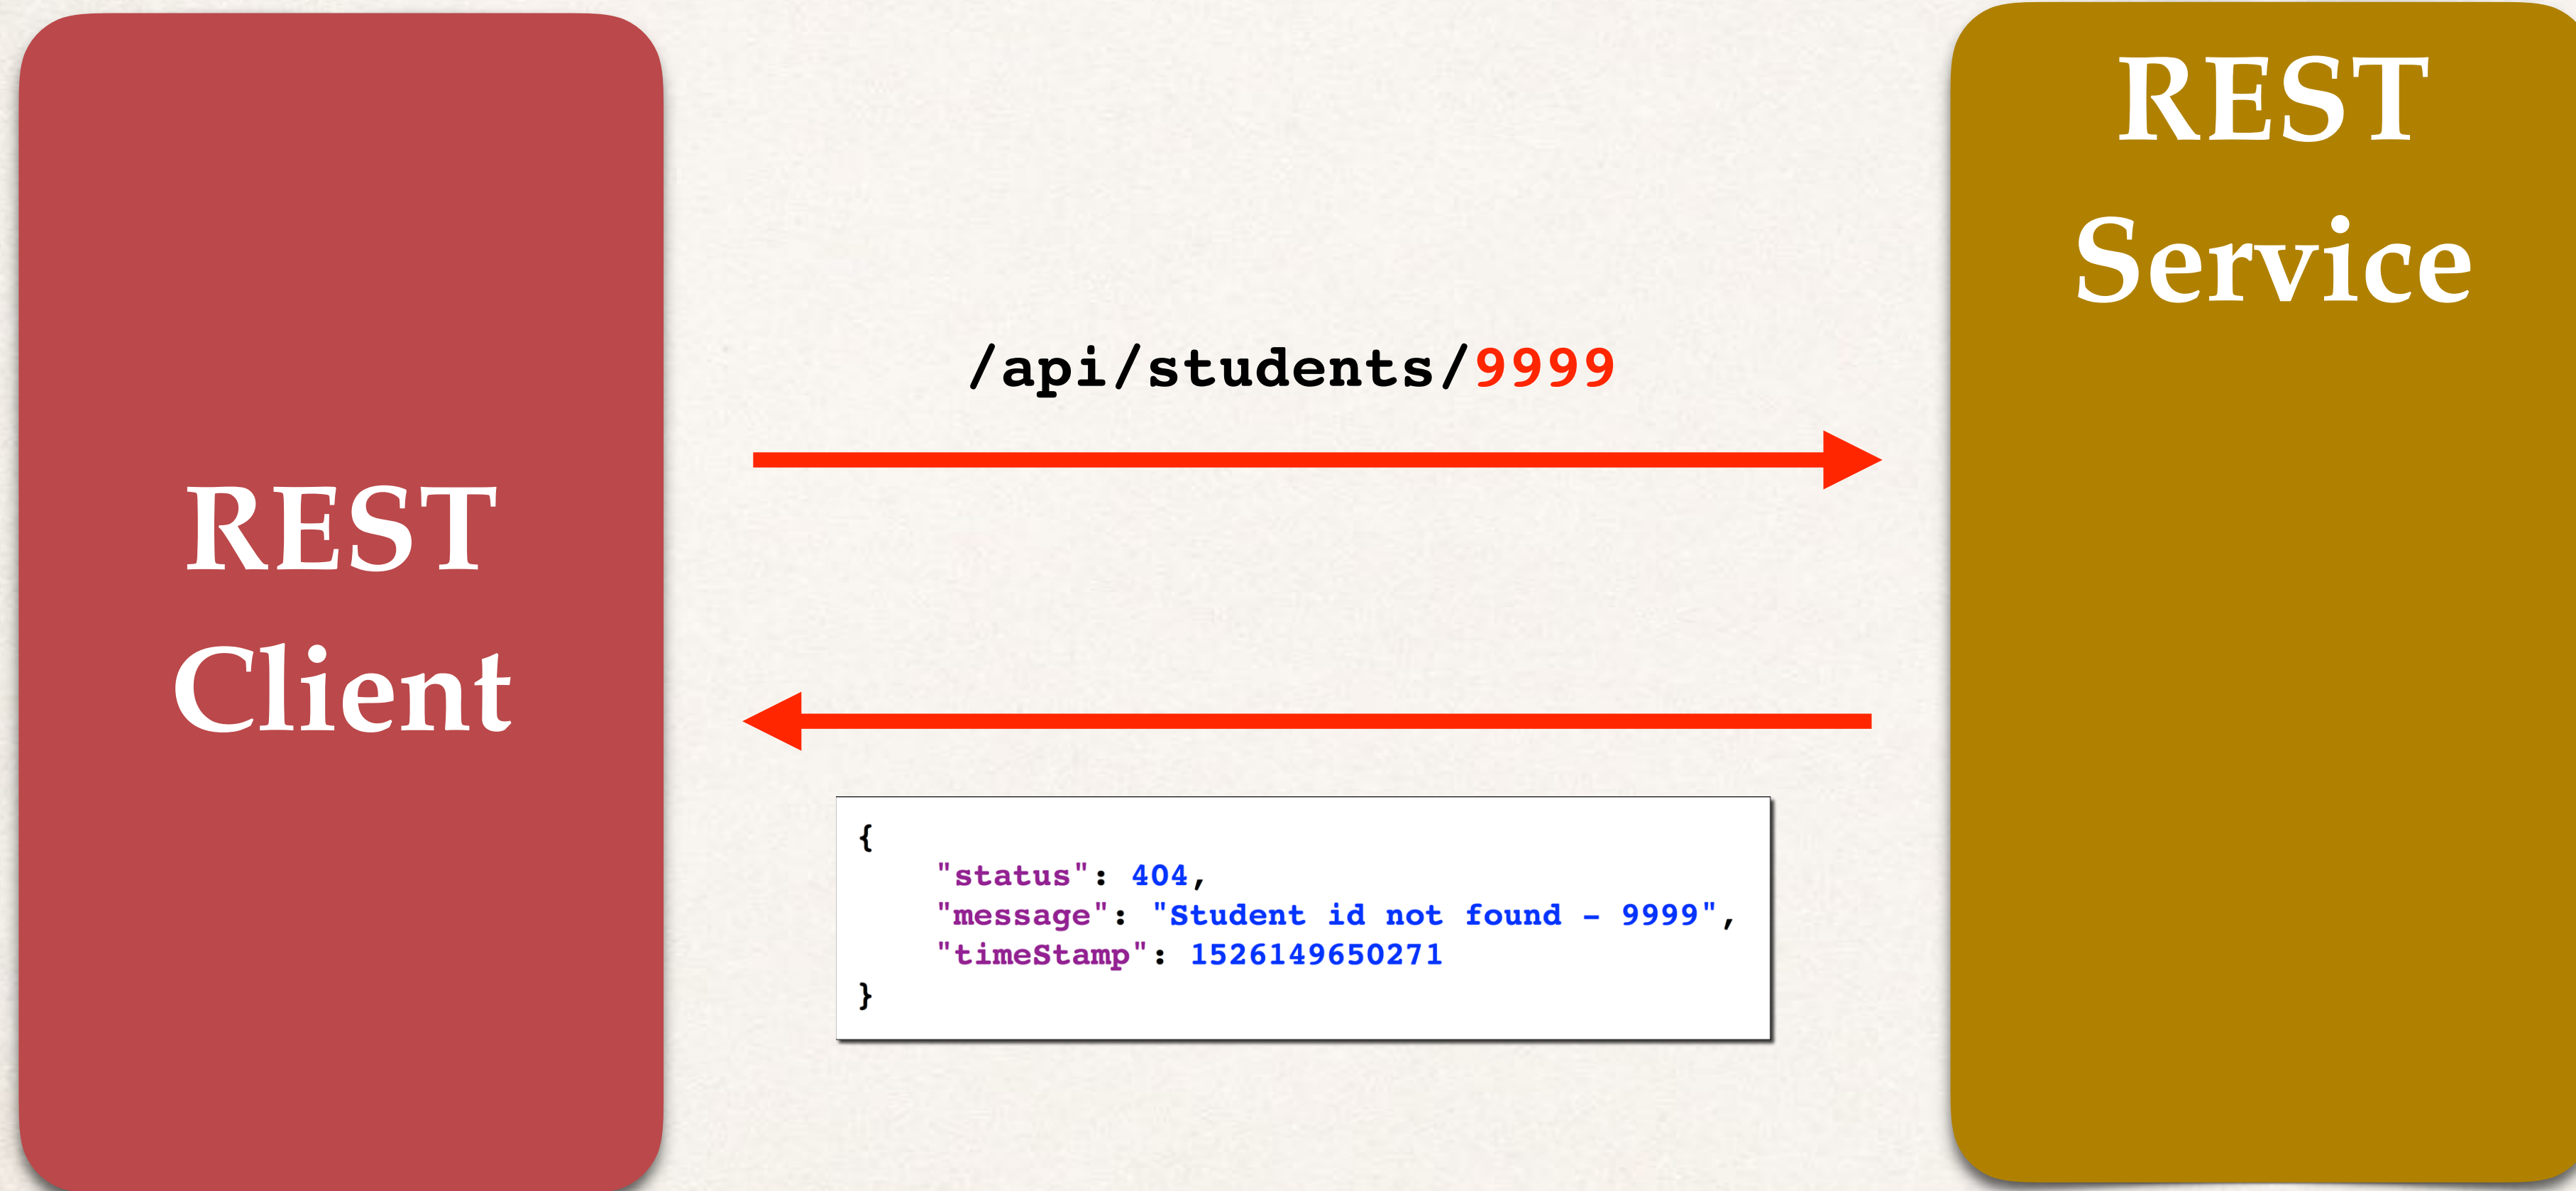 REST
Client
/api/students/9999
REST
Service
{
"status": 404,
"message": "Student id not found - 9999",
"timeStamp": 1526149650271
}